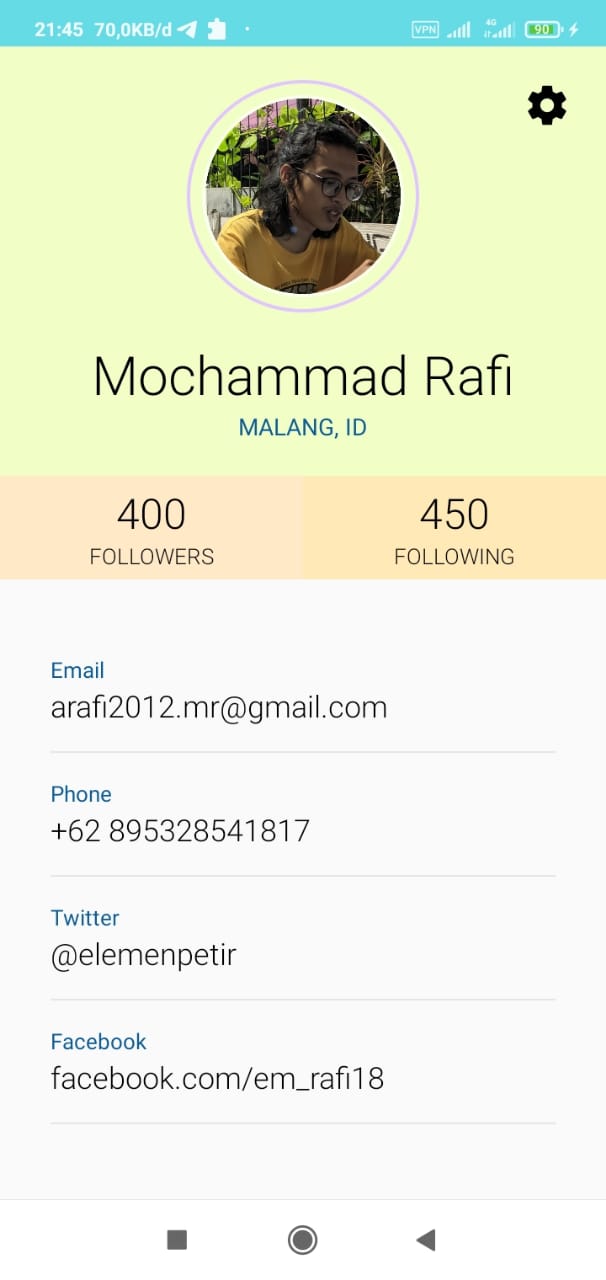 21:45 70,0KB/d
VPN 4G 90
Mochammad Rafi
MALANG, ID
400
FOLLOWERS
450
FOLLOWING
Email
arafi2012.mr@gmail.com
Phone
+62 895328541817
Twitter
@elemenpetir
Facebook
facebook.com/em_rafi18